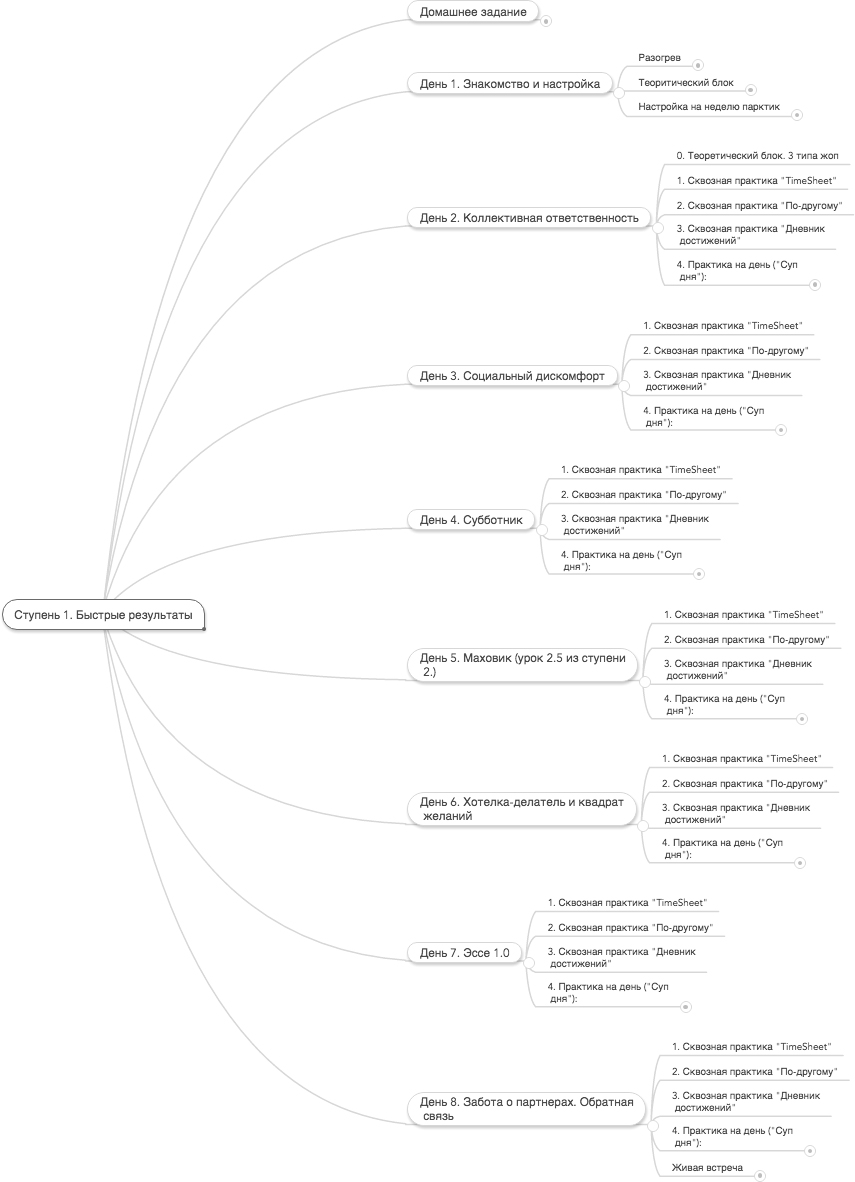 Домашнее задание
День 1. Знакомство и настройка
Разогрев
Теоритический блок
Настройка на неделю парктик
День 2. Коллективная ответственность
0. Теоретический блок. 3 типа жоп
1. Сквозная практика "TimeSheet"
2. Сквозная практика "По-другому"
3. Сквозная практика "Дневник
достижений"
4. Практика на день ("Суп
дня"):
День 3. Социальный дискомфорт
1. Сквозная практика "TimeSheet"
2. Сквозная практика "По-другому"
3. Сквозная практика "Дневник
достижений"
4. Практика на день ("Суп
дня"):
День 4. Субботник
1. Сквозная практика "TimeSheet"
2. Сквозная практика "По-другому"
3. Сквозная практика "Дневник
достижений"
4. Практика на день ("Суп
дня"):
Ступень 1. Быстрые результаты
День 5. Маховик (урок 2.5 из ступени
2.)
1. Сквозная практика "TimeSheet"
2. Сквозная практика "По-другому"
3. Сквозная практика "Дневник
достижений"
4. Практика на день ("Суп
дня"):
День 6. Хотелка-делатель и квадрат
желаний
1. Сквозная практика "TimeSheet"
2. Сквозная практика "По-другому"
3. Сквозная практика "Дневник
достижений"
4. Практика на день ("Суп
дня"):
День 7. Эссе 1.0
1. Сквозная практика "TimeSheet"
2. Сквозная практика "По-другому"
3. Сквозная практика "Дневник
достижений"
4. Практика на день ("Суп
дня"):
День 8. Забота о партнерах. Обратная
связь
1. Сквозная практика "TimeSheet"
2. Сквозная практика "По-другому"
3. Сквозная практика "Дневник
достижений"
4. Практика на день ("Суп
дня"):
Живая встреча